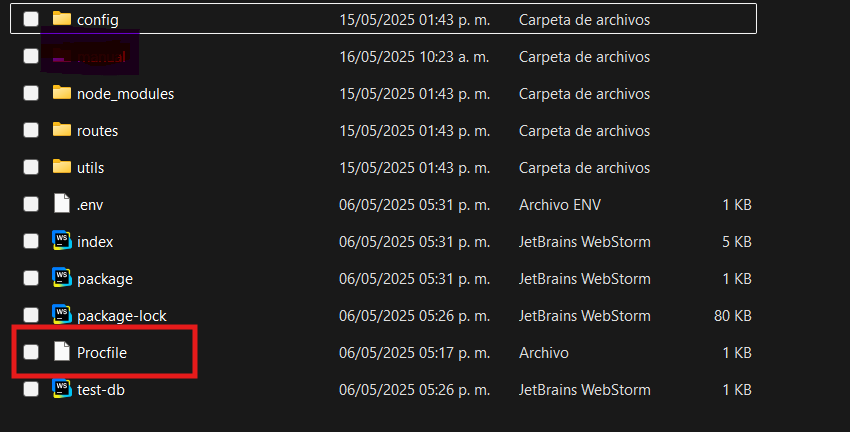 config 15/05/2025 01:43 p. m. Carpeta de archivos
manual 16/05/2025 10:23 a. m. Carpeta de archivos
node_modules 15/05/2025 01:43 p. m. Carpeta de archivos
routes 15/05/2025 01:43 p. m. Carpeta de archivos
utils 15/05/2025 01:43 p. m. Carpeta de archivos
.env 06/05/2025 05:31 p. m. Archivo ENV 1 KB
WS index 06/05/2025 05:31 p. m. JetBrains WebStorm 5 KB
WS package 06/05/2025 05:31 p. m. JetBrains WebStorm 1 KB
WS package-lock 06/05/2025 05:26 p. m. JetBrains WebStorm 80 KB
Procfile 06/05/2025 05:17 p. m. Archivo 1 KB
WS test-db 06/05/2025 05:26 p. m. JetBrains WebStorm 1 KB